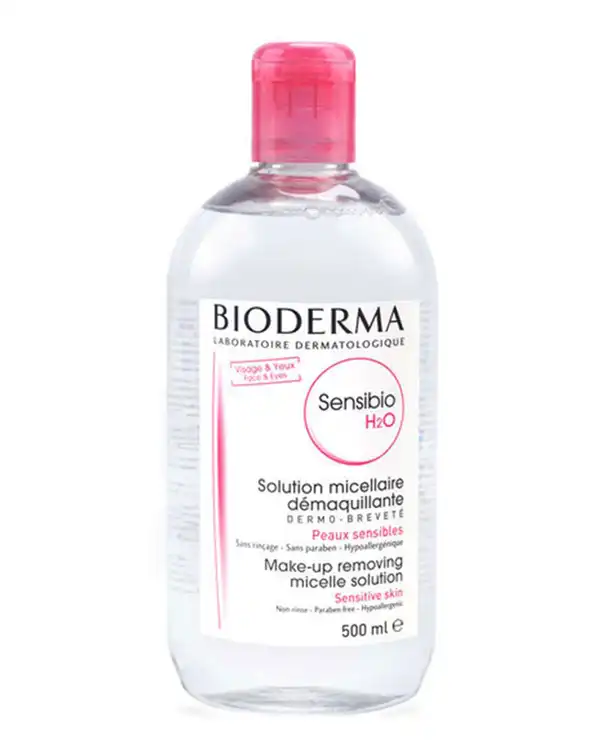 BIODERMA
LABORATOIRE DERMATOLOGIQUE
Visage & Yeux
Face & Eyes
Sensibio
H2O
Solution micellaire
démaquillante
DERMO-BREVETÉ
Peaux sensibles
Sans rinçage - Sans paraben - Hypoallergénique
Make-up removing
micelle solution
Sensitive skin
Non rinse - Paraben free - Hypoallergenic
500 ml ℮